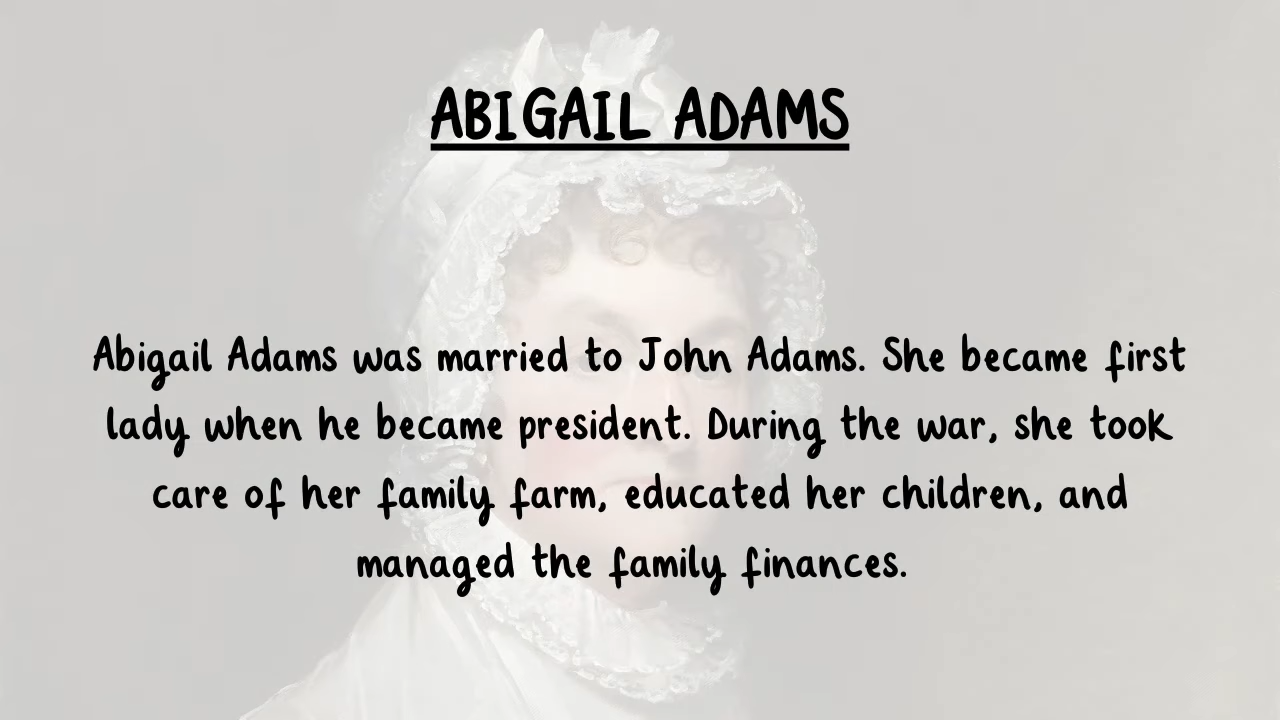 ABIGAIL ADAMS
Abigail Adams was married to John Adams. She became first
lady when he became president. During the war, she took
care of her family farm, educated her children, and
managed the family finances.